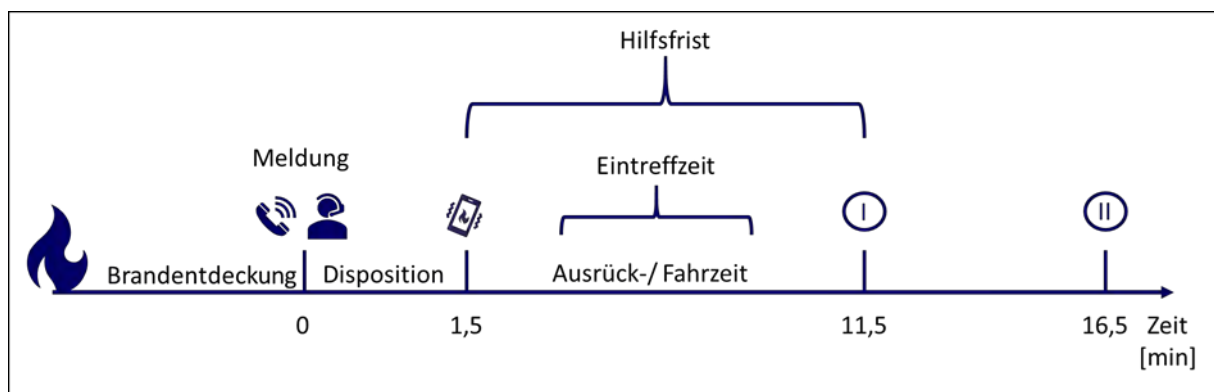 Hilfsfrist
Meldung
Eintreffzeit
I
II
Brandentdeckung
Disposition
Ausrück-/ Fahrzeit
0
1,5
11,5
16,5
Zeit
[min]